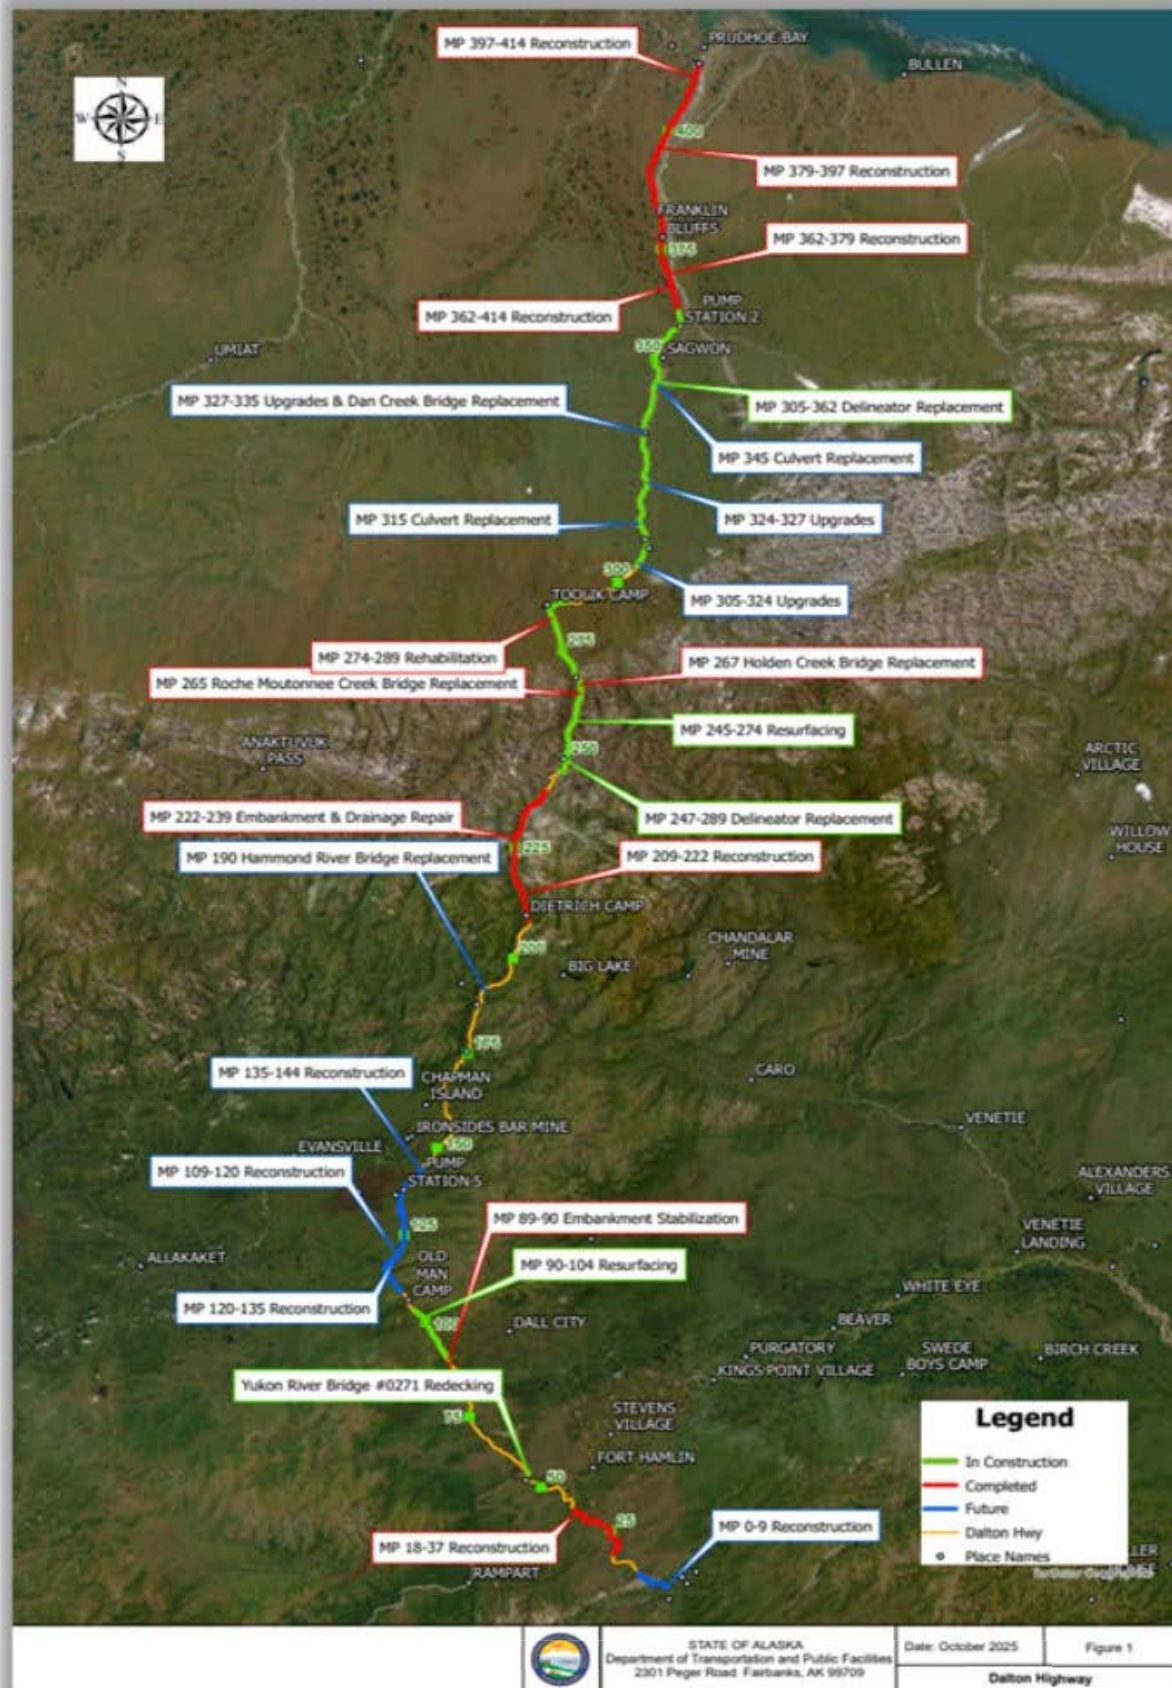 MP 397-414 Reconstruction
PRUDHOE BAY
BULLEN
N
W E
S
400
MP 379-397 Reconstruction
FRANKLIN
BLUFFS
MP 362-379 Reconstruction
375
PUMP
STATION 2
MP 362-414 Reconstruction
350
SAGWON
UMIAT
MP 327-335 Upgrades & Dan Creek Bridge Replacement
MP 305-362 Delineator Replacement
MP 345 Culvert Replacement
MP 315 Culvert Replacement
MP 324-327 Upgrades
300
TOOLIK CAMP
MP 305-324 Upgrades
275
MP 274-289 Rehabilitation
MP 267 Holden Creek Bridge Replacement
MP 265 Roche Moutonnee Creek Bridge Replacement
MP 245-274 Resurfacing
ANAKTUVUK
PASS
250
ARCTIC
VILLAGE
MP 222-239 Embankment & Drainage Repair
MP 247-289 Delineator Replacement
WILLOW
HOUSE
MP 190 Hammond River Bridge Replacement
225
MP 209-222 Reconstruction
DIETRICH CAMP
200
BIG LAKE
CHANDALAR
MINE
175
MP 135-144 Reconstruction
CHAPMAN
ISLAND
CARO
IRONSIDES BAR MINE
VENETIE
EVANSVILLE
150
PUMP
STATION 5
MP 109-120 Reconstruction
ALEXANDERS
VILLAGE
125
MP 89-90 Embankment Stabilization
VENETIE
LANDING
ALLAKAKET
OLD
MAN
CAMP
MP 90-104 Resurfacing
WHITE EYE
MP 120-135 Reconstruction
100
DALL CITY
BEAVER
PURGATORY
KINGS POINT VILLAGE
SWEDE
BOYS CAMP
BIRCH CREEK
Yukon River Bridge #0271 Redecking
75
STEVENS
VILLAGE
FORT HAMLIN
50
25
MP 18-37 Reconstruction
MP 0-9 Reconstruction
RAMPART
Legend
In Construction
Completed
Future
Dalton Hwy
Place Names
STATE OF ALASKA
Department of Transportation and Public Facilities
2301 Peger Road Fairbanks, AK 99709
Date: October 2025
Figure 1
Dalton Highway